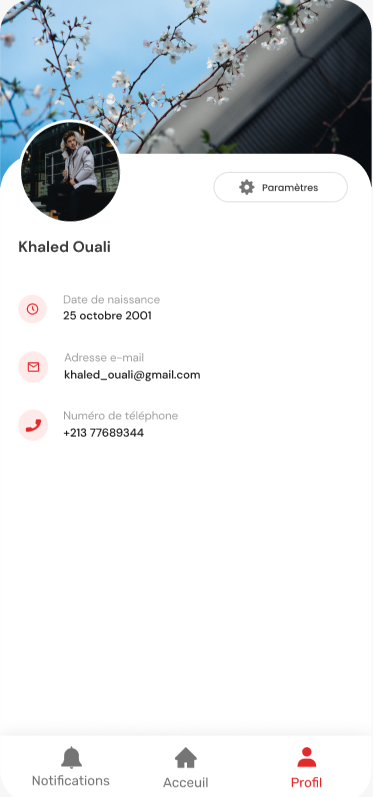 Paramètres
Khaled Ouali
Date de naissance
25 octobre 2001
Adresse e-mail
khaled_ouali@gmail.com
Numéro de téléphone
+213 77689344
Notifications
Acceuil
Profil